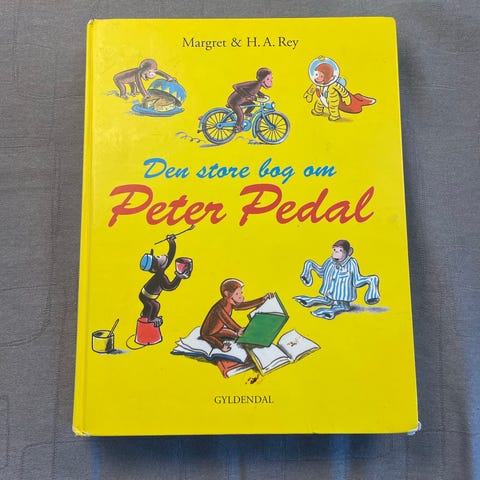 Margret & H. A. Rey
Den store bog om
Peter Pedal
GYLDENDAL